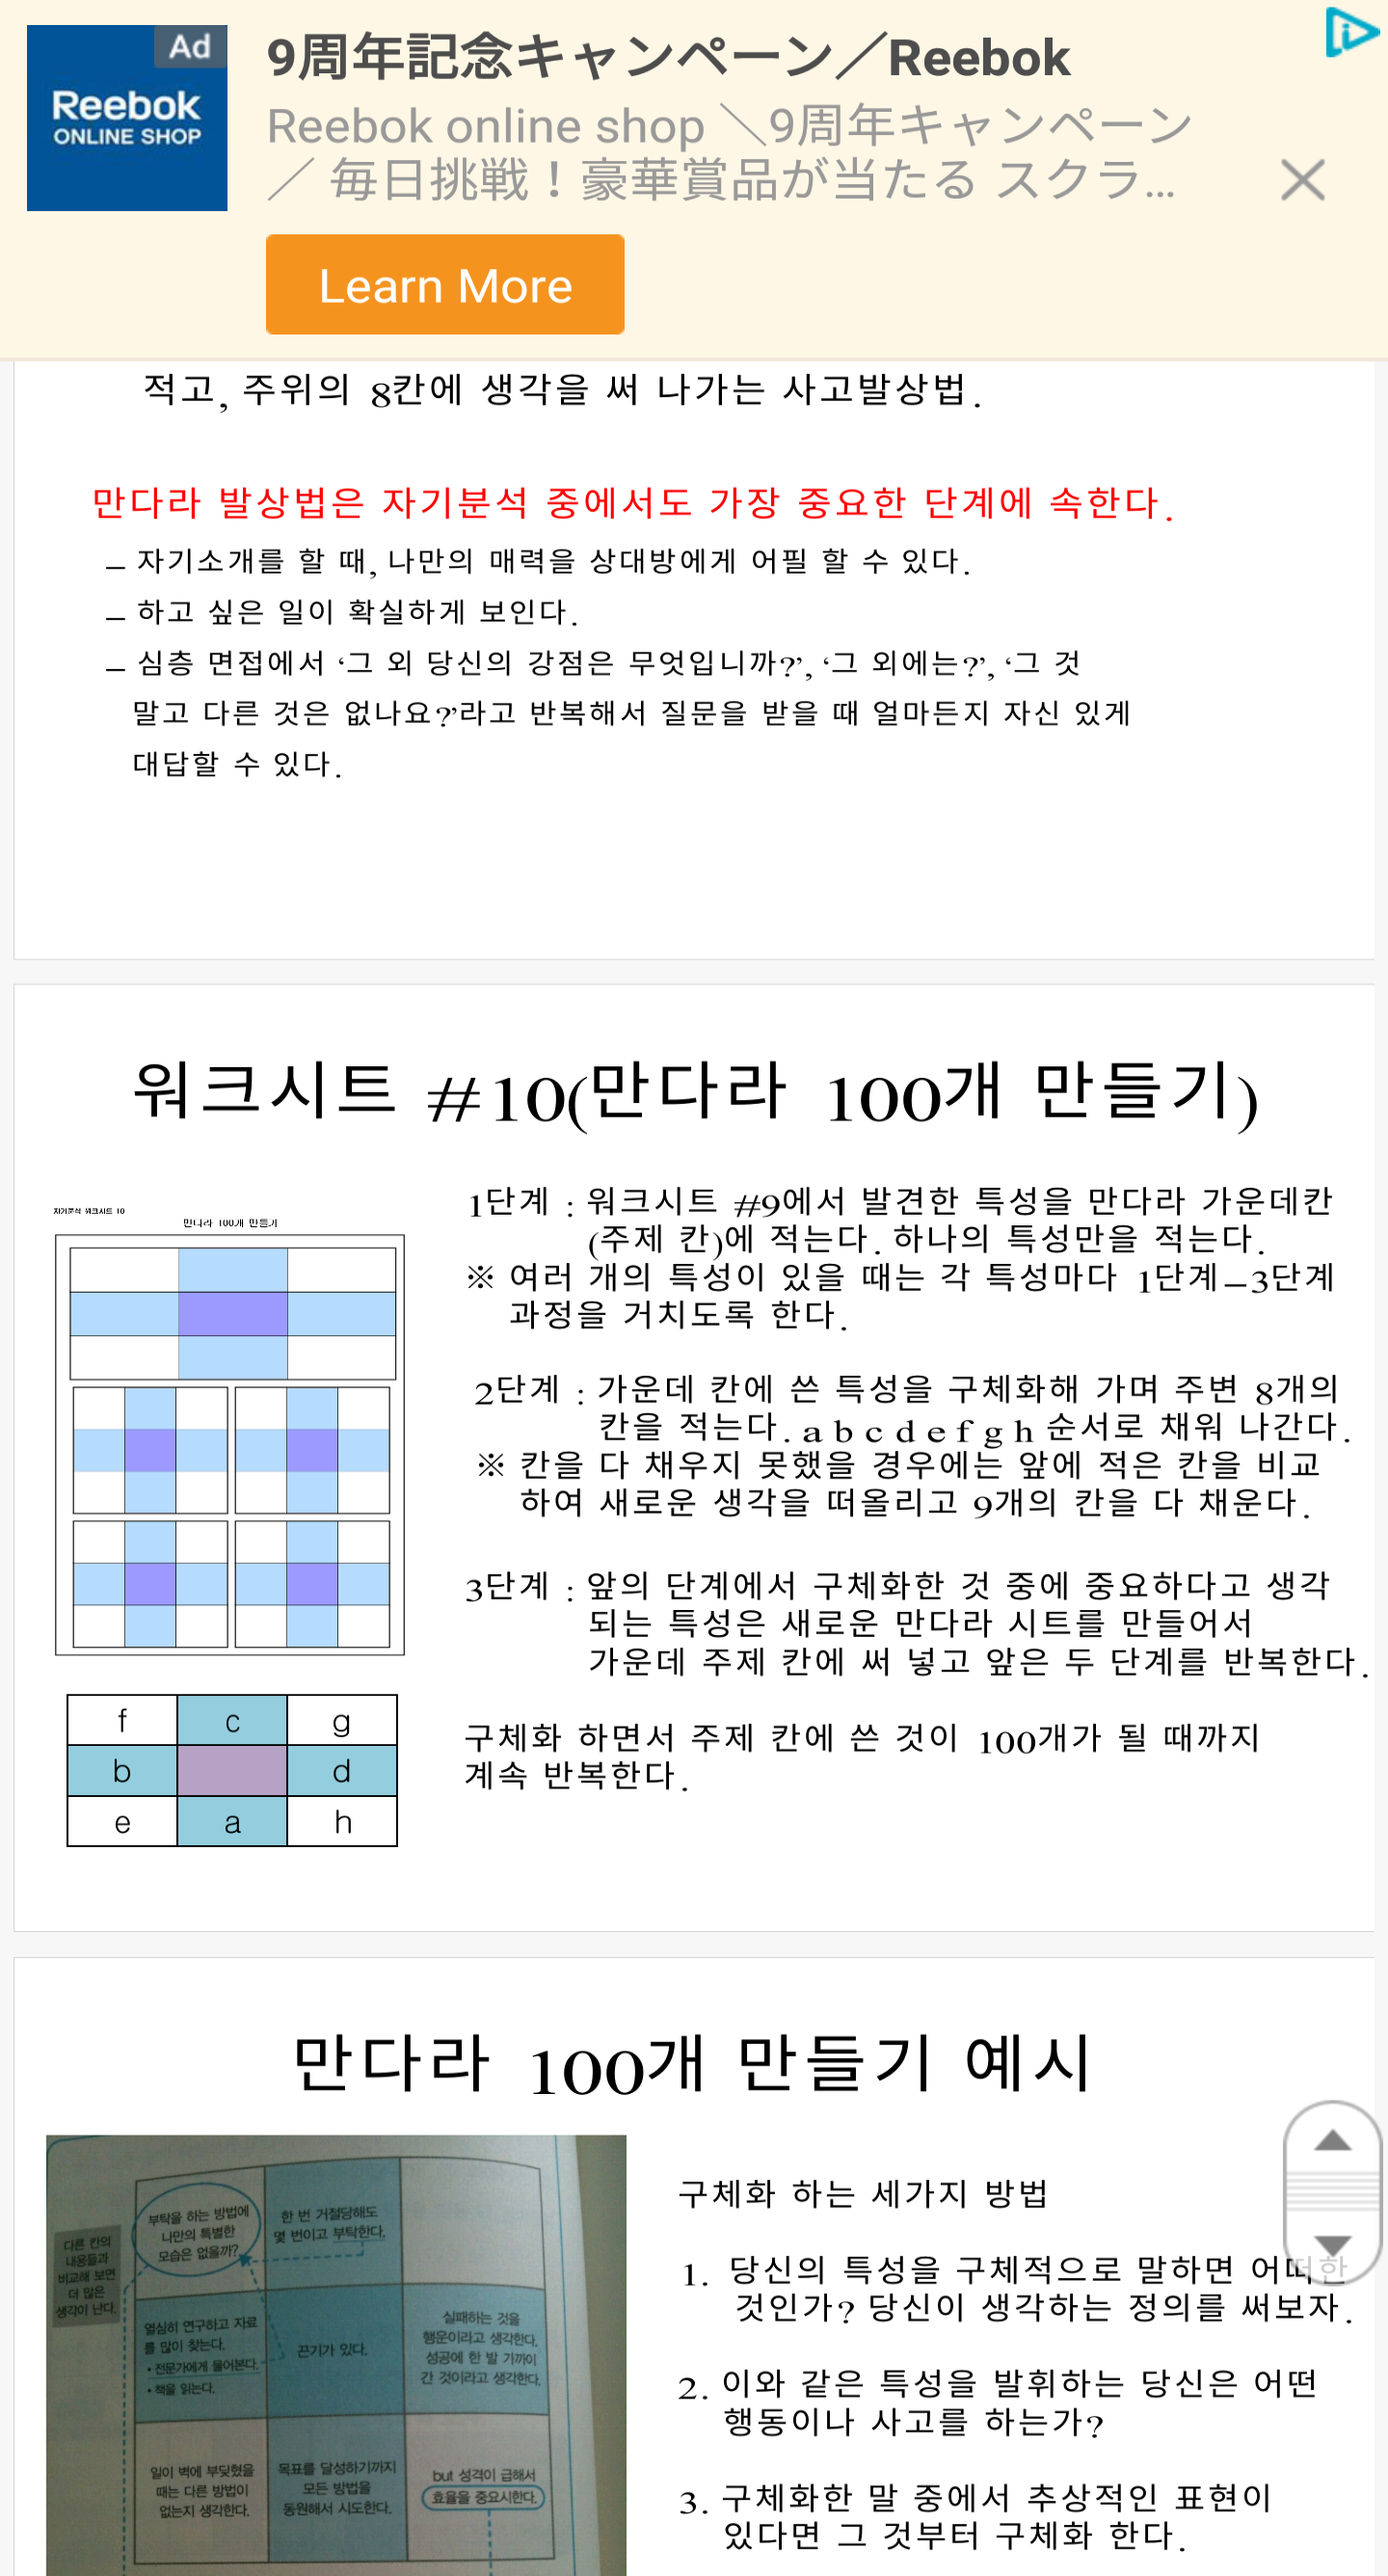 Ad
Reebok
ONLINE SHOP
9周年記念キャンペーン／Reebok
Reebok online shop ＼9周年キャンペーン
／ 毎日挑戦！豪華賞品が当たる スクラ...
Learn More
적고, 주위의 8칸에 생각을 써 나가는 사고발상법.
만다라 발상법은 자기분석 중에서도 가장 중요한 단계에 속한다.
– 자기소개를 할 때, 나만의 매력을 상대방에게 어필 할 수 있다.
– 하고 싶은 일이 확실하게 보인다.
– 심층 면접에서 ‘그 외 당신의 강점은 무엇입니까?’, ‘그 외에는?’, ‘그 것
말고 다른 것은 없나요?’라고 반복해서 질문을 받을 때 얼마든지 자신 있게
대답할 수 있다.
워크시트 #10(만다라 100개 만들기)
자기분석 워크시트 10
만다라 100개 만들기
f c g
b d
e a h
1단계 : 워크시트 #9에서 발견한 특성을 만다라 가운데칸
(주제 칸)에 적는다. 하나의 특성만을 적는다.
※ 여러 개의 특성이 있을 때는 각 특성마다 1단계–3단계
과정을 거치도록 한다.
2단계 : 가운데 칸에 쓴 특성을 구체화해 가며 주변 8개의
칸을 적는다. a b c d e f g h 순서로 채워 나간다.
※ 칸을 다 채우지 못했을 경우에는 앞에 적은 칸을 비교
하여 새로운 생각을 떠올리고 9개의 칸을 다 채운다.
3단계 : 앞의 단계에서 구체화한 것 중에 중요하다고 생각
되는 특성은 새로운 만다라 시트를 만들어서
가운데 주제 칸에 써 넣고 앞은 두 단계를 반복한다.
구체화 하면서 주제 칸에 쓴 것이 100개가 될 때까지
계속 반복한다.
만다라 100개 만들기 예시
다른 칸의
내용들과
비교해 보면
더 많은
생각이 난다.
부탁을 하는 방법에
나만의 특별한
모습은 없을까?
한 번 거절당해도
몇 번이고 부탁한다.
열심히 연구하고 자료
를 많이 찾는다.
• 전문가에게 물어본다.
• 책을 읽는다.
끈기가 있다.
실패하는 것을
행운이라고 생각한다.
성공에 한 발 가까이
간 것이라고 생각한다.
일이 벽에 부딪혔을
때는 다른 방법이
없는지 생각한다.
목표를 달성하기까지
모든 방법을
동원해서 시도한다.
but 성격이 급해서
효율을 중요시한다.
구체화 하는 세가지 방법
1. 당신의 특성을 구체적으로 말하면 어떠한
것인가? 당신이 생각하는 정의를 써보자.
2. 이와 같은 특성을 발휘하는 당신은 어떤
행동이나 사고를 하는가?
3. 구체화한 말 중에서 추상적인 표현이
있다면 그 것부터 구체화 한다.